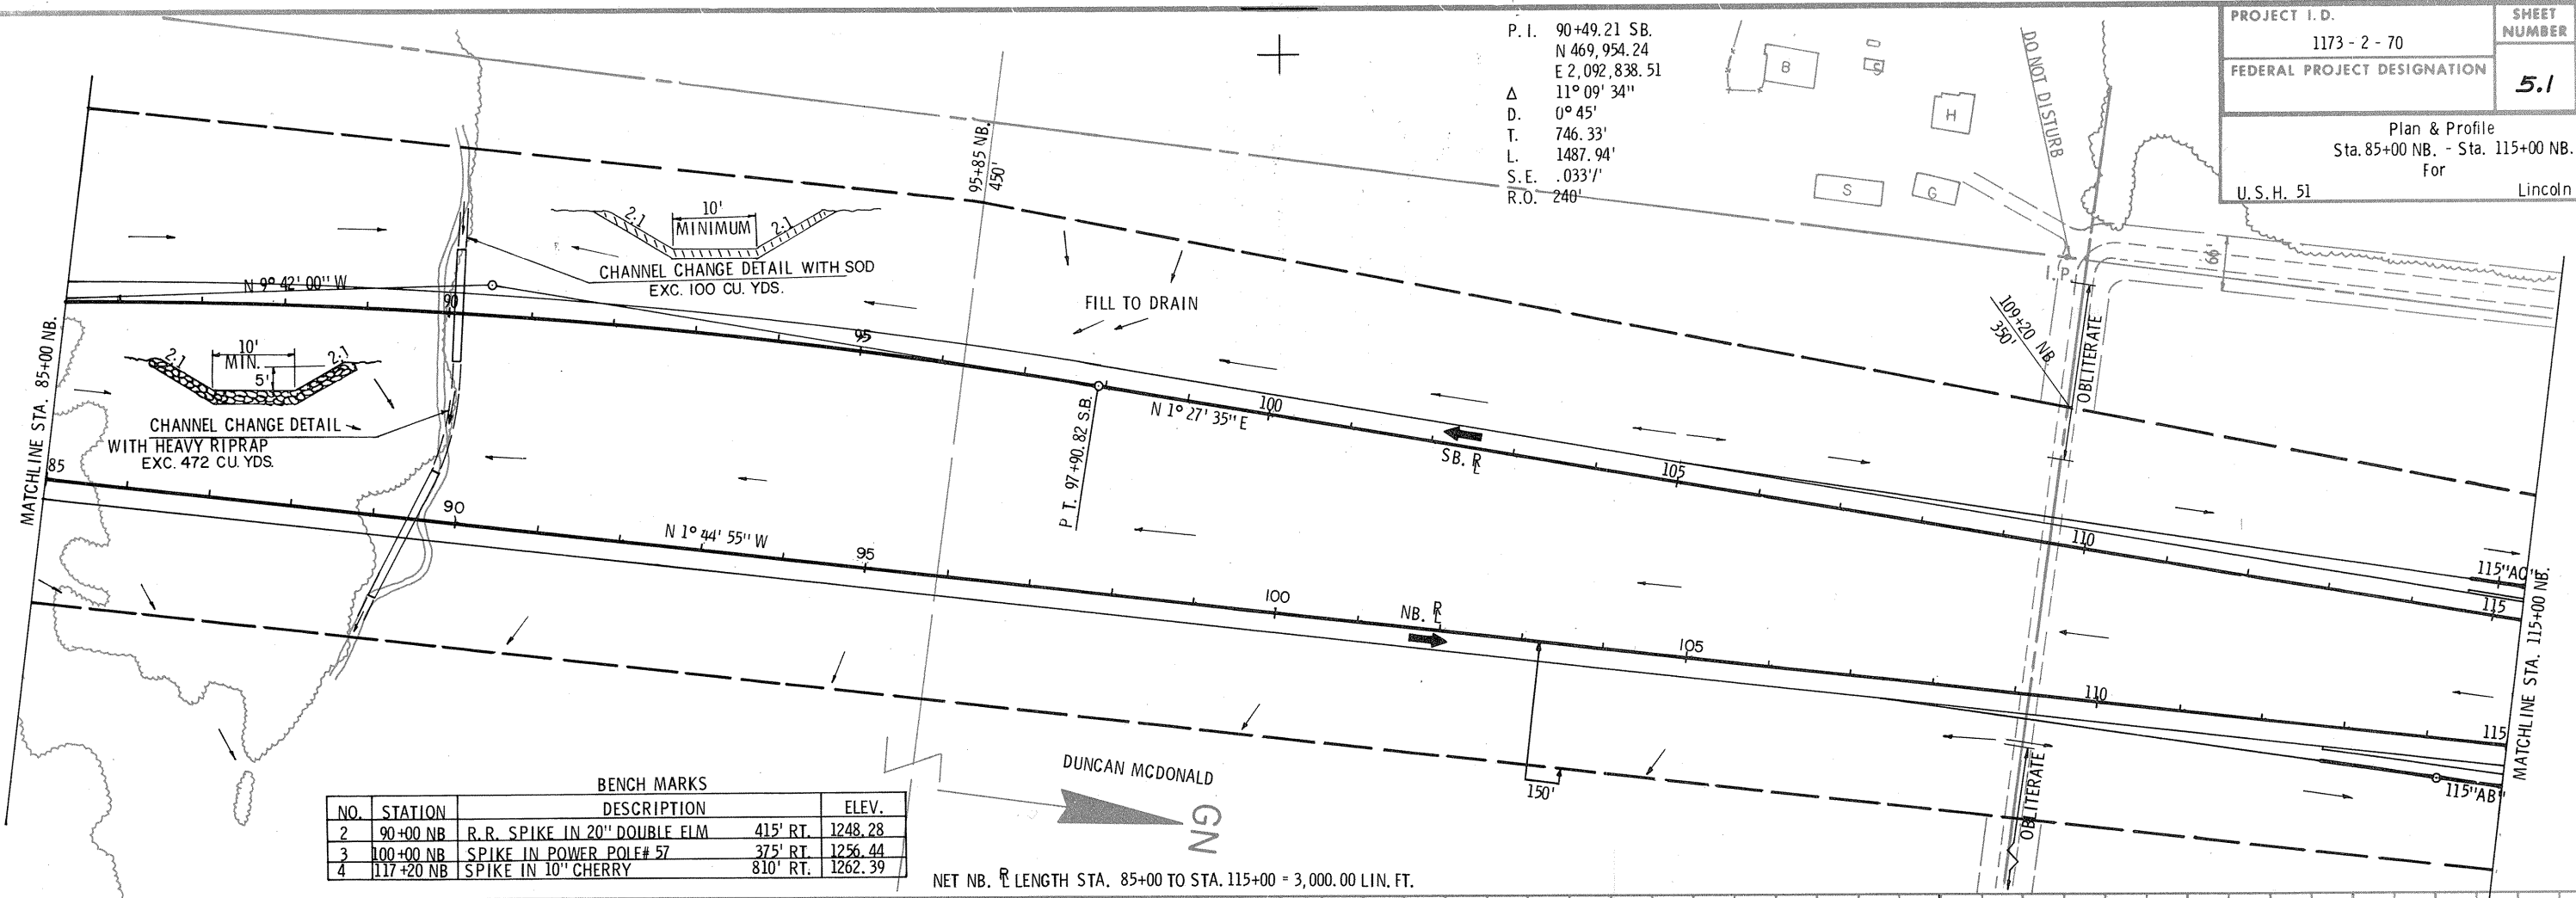 PROJECT I.D.
1173 - 2 - 70
SHEET NUMBER
FEDERAL PROJECT DESIGNATION
5.1
Plan & Profile
Sta. 85+00 NB. - Sta. 115+00 NB.
For
U.S.H. 51 Lincoln
P.I. 90+49.21 SB.
N 469,954.24
E 2,092,838.51
Δ 11° 09' 34"
D. 0° 45'
T. 746.33'
L. 1487.94'
S.E. .033'/'
R.O. 240'
B
S
H
S
G
DO NOT DISTURB
I.P.
66'
95+85 NB.
450'
2:1
10'
MINIMUM
2:1
CHANNEL CHANGE DETAIL WITH SOD
EXC. 100 CU. YDS.
N 9° 42' 00" W
90
95
FILL TO DRAIN
109+20 NB.
350'
OBLITERATE
MATCHLINE STA. 85+00 NB.
2:1
10'
MIN.
5'
2:1
CHANNEL CHANGE DETAIL
WITH HEAVY RIPRAP
EXC. 472 CU. YDS.
P.T. 97+90.82 S.B.
N 1° 27' 35" E
100
SB. RL
105
110
115"AC"
115
85
90
N 1° 44' 55" W
95
100
NB. RL
105
110
115
115"AB"
MATCHLINE STA. 115+00 NB.
150'
OBLITERATE
DUNCAN MCDONALD
GN
BENCH MARKS
NO. STATION DESCRIPTION ELEV.
2 90+00 NB R.R. SPIKE IN 20" DOUBLE ELM 415' RT. 1248.28
3 100+00 NB SPIKE IN POWER POLE# 57 375' RT. 1256.44
4 117+20 NB SPIKE IN 10" CHERRY 810' RT. 1262.39
NET NB. RL LENGTH STA. 85+00 TO STA. 115+00 = 3,000.00 LIN. FT.